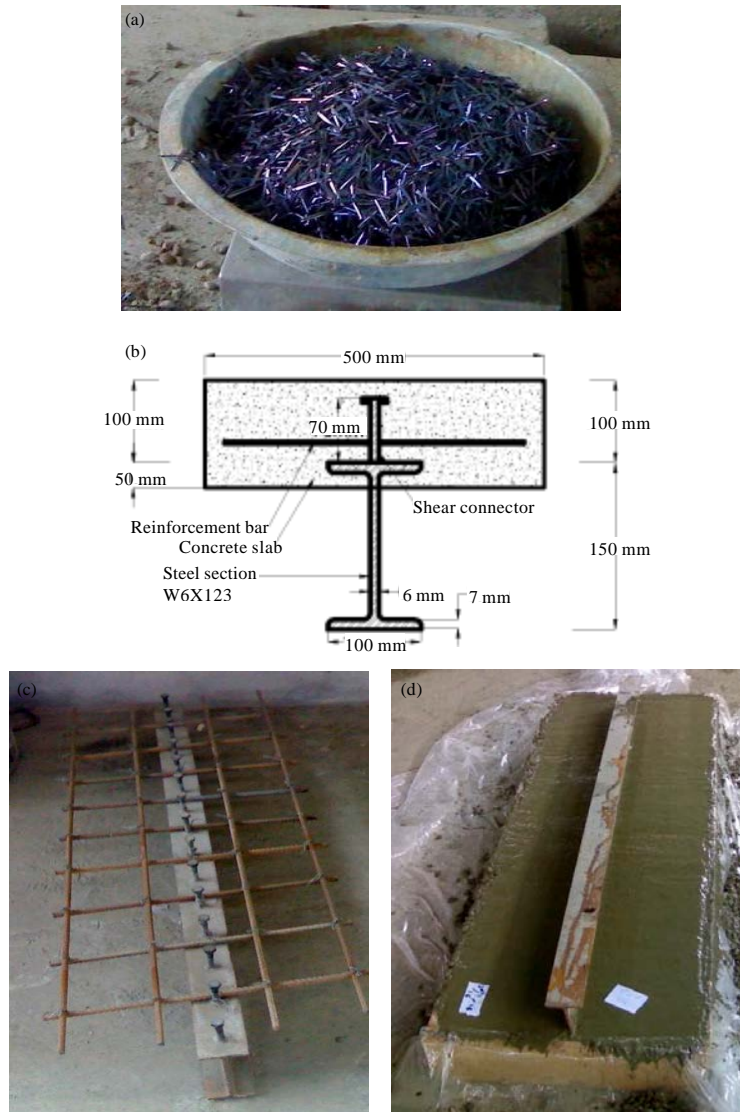 (a)
(b)
500 mm
100 mm
70 mm
100 mm
50 mm
Shear connector
Reinforcement bar
Concrete slab
150 mm
Steel section
W6X123
6 mm
7 mm
100 mm
(c)
(d)